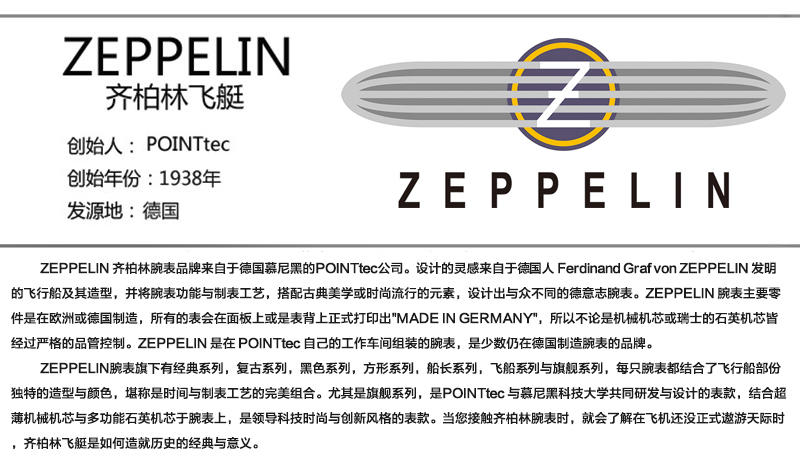 ZEPPELIN
齐柏林飞艇
创始人： POINTtec
创始年份：1938年
发源地：德国
Z
ZEPPELIN
ZEPPELIN 齐柏林腕表品牌来自于德国慕尼黑的POINTtec公司。设计的灵感来自于德国人 Ferdinand Graf von ZEPPELIN 发明
的飞行船及其造型，并将腕表功能与制表工艺，搭配古典美学或时尚流行的元素，设计出与众不同的德意志腕表。ZEPPELIN 腕表主要零
件是在欧洲或德国制造，所有的表会在面板上或是表背上正式打印出"MADE IN GERMANY"，所以不论是机械机芯或瑞士的石英机芯皆
经过严格的品管控制。ZEPPELIN 是在 POINTtec 自己的工作车间组装的腕表，是少数仍在德国制造腕表的品牌。
ZEPPELIN腕表旗下有经典系列，复古系列，黑色系列，方形系列，船长系列，飞船系列与旗舰系列，每只腕都结合了飞行船部份
独特的造型与颜色，堪称是时间与制表工艺的完美组合。尤其是旗舰系列，是POINTtec 与慕尼黑科技大学共同研发与设计的表款，结合超
薄机械机芯与多功能石英机芯于腕表上，是领导科技时尚与创新风格的表款。当您接触齐柏林腕表时，就会了解在飞机还没正式遨游天际时
，齐柏林飞艇是如何造就历史的经典与意义。